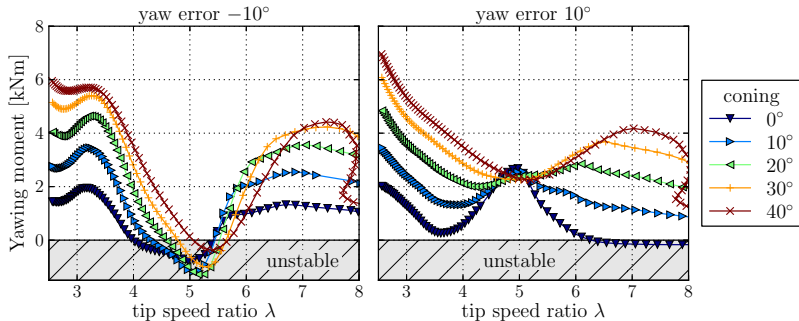 yaw error −10°
yaw error 10°
Yawing moment [kNm]
8
6
4
2
0
unstable
unstable
3 4 5 6 7 8
3 4 5 6 7 8
tip speed ratio λ
tip speed ratio λ
coning
0°
10°
20°
30°
40°